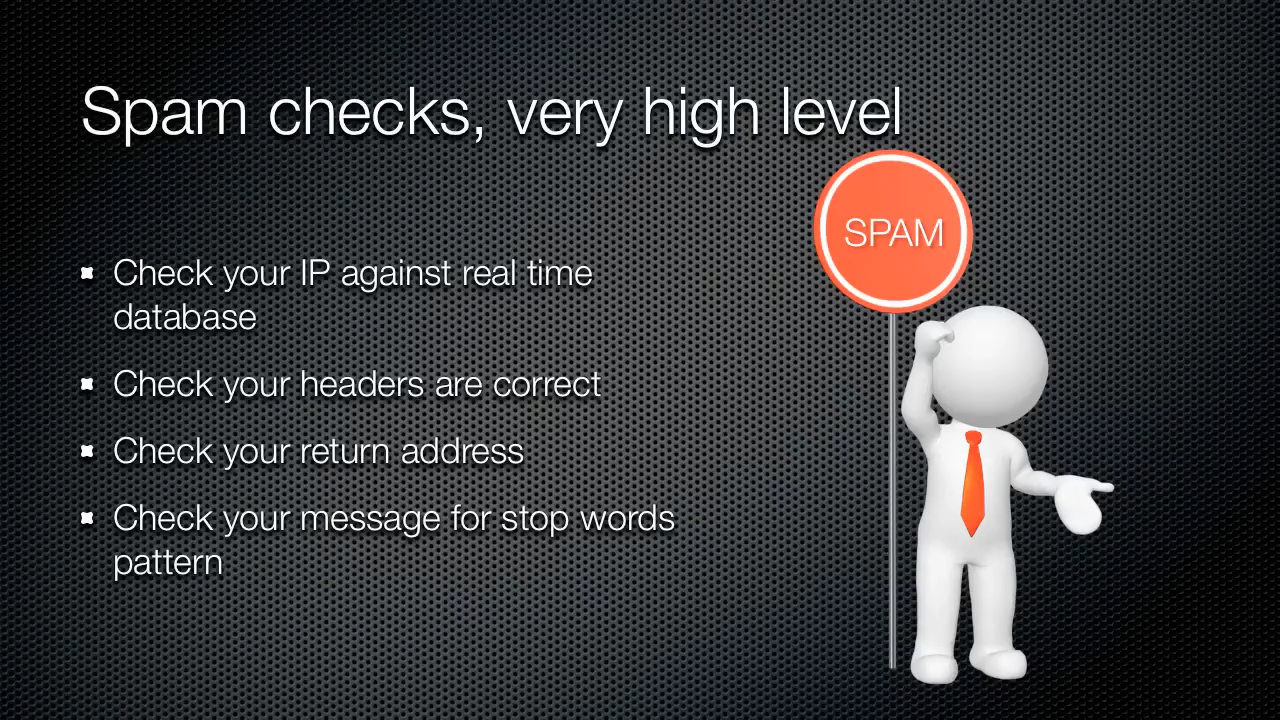 Spam checks, very high level
SPAM
Check your IP against real time
database
Check your headers are correct
Check your return address
Check your message for stop words
pattern